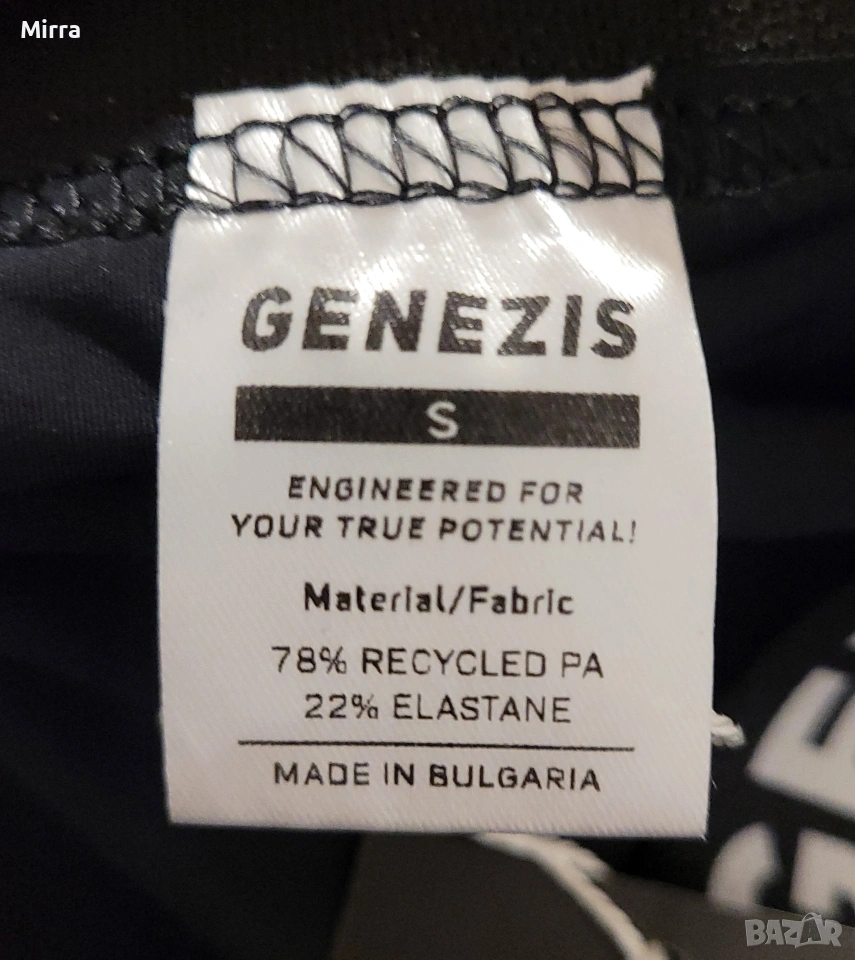 Mirra
GENEZIS
S
ENGINEERED FOR
YOUR TRUE POTENTIAL!
Material/Fabric
78% RECYCLED PA
22% ELASTANE
MADE IN BULGARIA
BAZAR